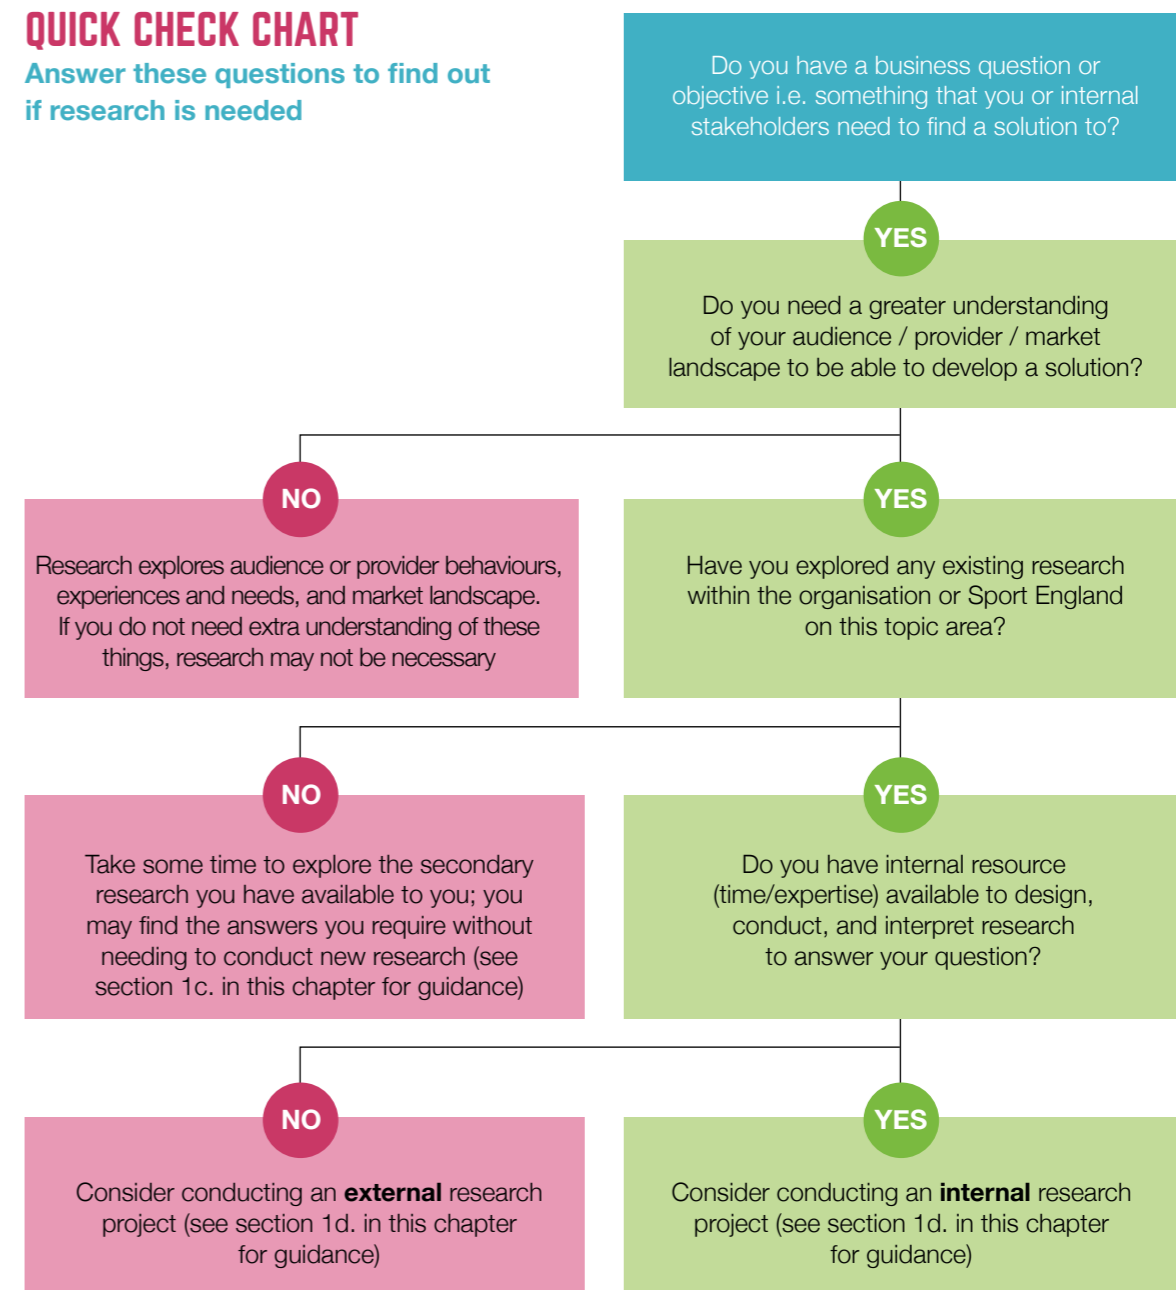 QUICK CHECK CHART
Answer these questions to find out
if research is needed
Do you have a business question or
objective i.e. something that you or internal
stakeholders need to find a solution to?
YES
Do you need a greater understanding
of your audience / provider / market
landscape to be able to develop a solution?
NO
Research explores audience or provider behaviours,
experiences and needs, and market landscape.
If you do not need extra understanding of these
things, research may not be necessary
YES
Have you explored any existing research
within the organisation or Sport England
on this topic area?
NO
Take some time to explore the secondary
research you have available to you; you
may find the answers you require without
needing to conduct new research (see
section 1c. in this chapter for guidance)
YES
Do you have internal resource
(time/expertise) available to design,
conduct, and interpret research
to answer your question?
NO
Consider conducting an external research
project (see section 1d. in this chapter
for guidance)
YES
Consider conducting an internal research
project (see section 1d. in this chapter
for guidance)